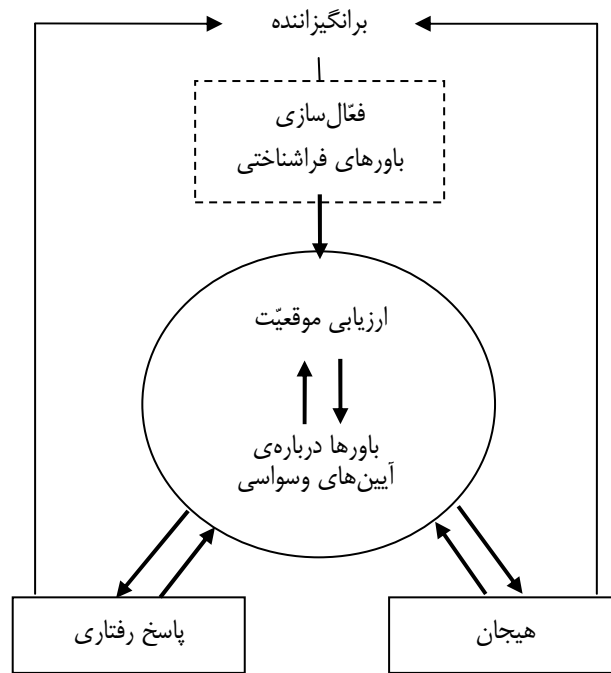 برانگیزاننده
فعّال‌سازی
باورهای فراشناختی
ارزیابی موقعیّت
باورها درباره‌ی
آیین‌های وسواسی
هیجان
پاسخ رفتاری